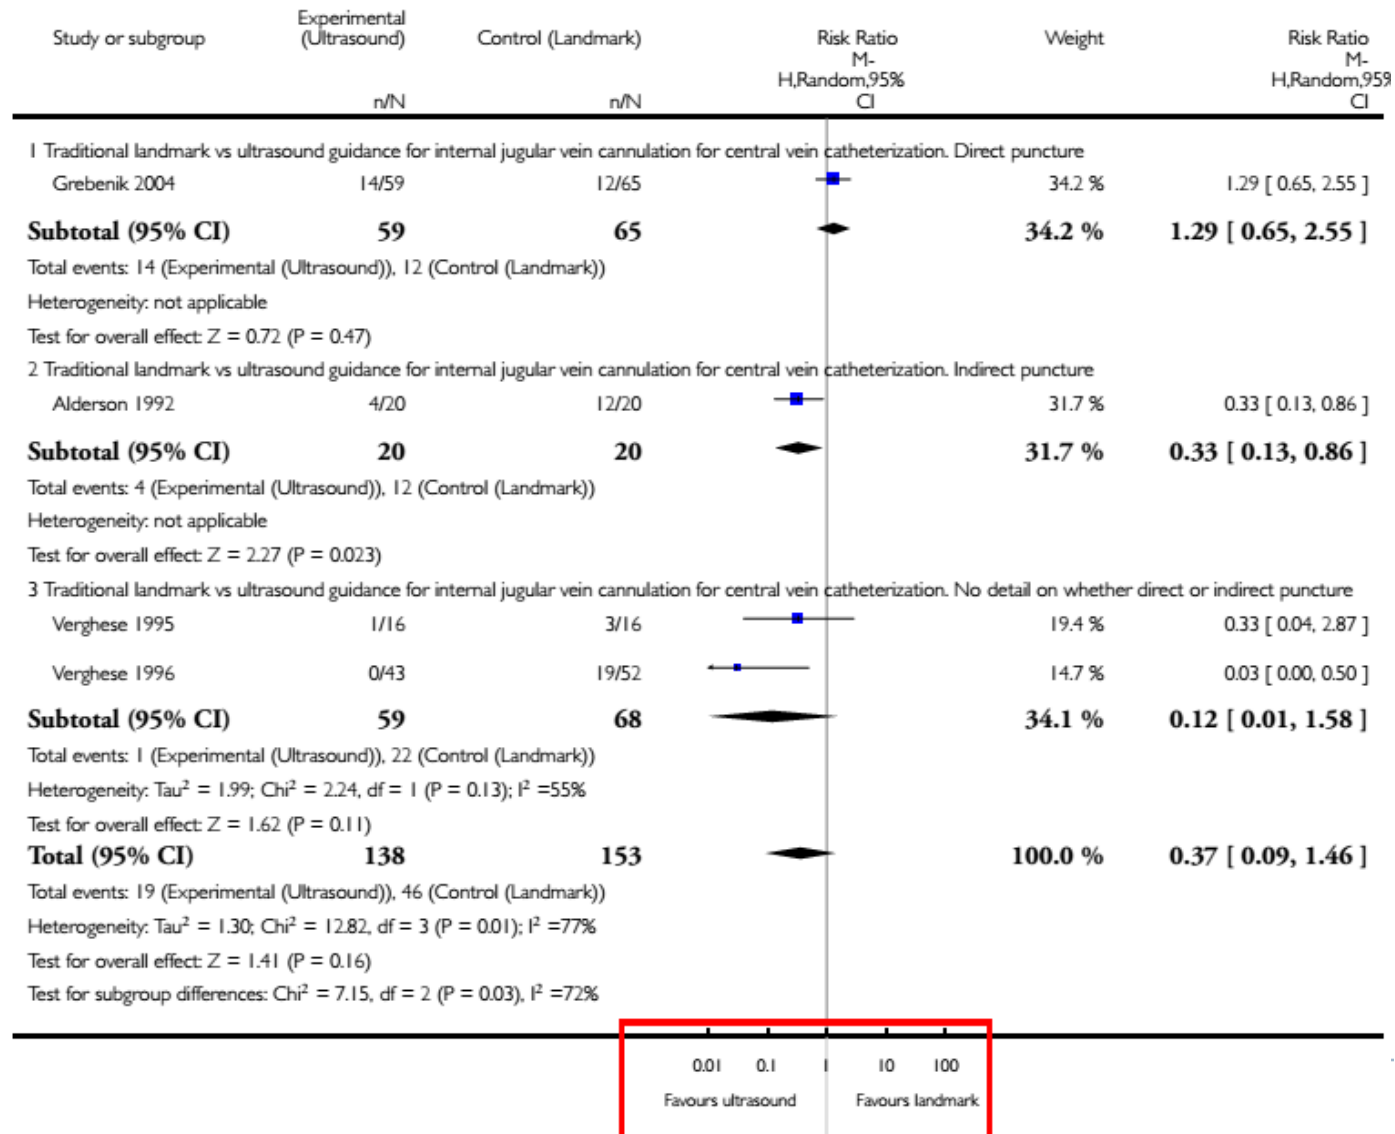 Study or subgroup Experimental (Ultrasound) Control (Landmark) Risk Ratio Weight Risk Ratio
M-H,Random,95% CI M-H,Random,95% CI
n/N n/N
1 Traditional landmark vs ultrasound guidance for internal jugular vein cannulation for central vein catheterization. Direct puncture
Grebenik 2004 14/59 12/65 34.2 % 1.29 [ 0.65, 2.55 ]
Subtotal (95% CI) 59 65 34.2 % 1.29 [ 0.65, 2.55 ]
Total events: 14 (Experimental (Ultrasound)), 12 (Control (Landmark))
Heterogeneity: not applicable
Test for overall effect: Z = 0.72 (P = 0.47)
2 Traditional landmark vs ultrasound guidance for internal jugular vein cannulation for central vein catheterization. Indirect puncture
Alderson 1992 4/20 12/20 31.7 % 0.33 [ 0.13, 0.86 ]
Subtotal (95% CI) 20 20 31.7 % 0.33 [ 0.13, 0.86 ]
Total events: 4 (Experimental (Ultrasound)), 12 (Control (Landmark))
Heterogeneity: not applicable
Test for overall effect: Z = 2.27 (P = 0.023)
3 Traditional landmark vs ultrasound guidance for internal jugular vein cannulation for central vein catheterization. No detail on whether direct or indirect puncture
Verghese 1995 1/16 3/16 19.4 % 0.33 [ 0.04, 2.87 ]
Verghese 1996 0/43 19/52 14.7 % 0.03 [ 0.00, 0.50 ]
Subtotal (95% CI) 59 68 34.1 % 0.12 [ 0.01, 1.58 ]
Total events: 1 (Experimental (Ultrasound)), 22 (Control (Landmark))
Heterogeneity: Tau² = 1.99; Chi² = 2.24, df = 1 (P = 0.13); I² =55%
Test for overall effect: Z = 1.62 (P = 0.11)
Total (95% CI) 138 153 100.0 % 0.37 [ 0.09, 1.46 ]
Total events: 19 (Experimental (Ultrasound)), 46 (Control (Landmark))
Heterogeneity: Tau² = 1.30; Chi² = 12.82, df = 3 (P = 0.01); I² =77%
Test for overall effect: Z = 1.41 (P = 0.16)
Test for subgroup differences: Chi² = 7.15, df = 2 (P = 0.03), I² =72%
0.01 0.1 1 10 100
Favours ultrasound Favours landmark